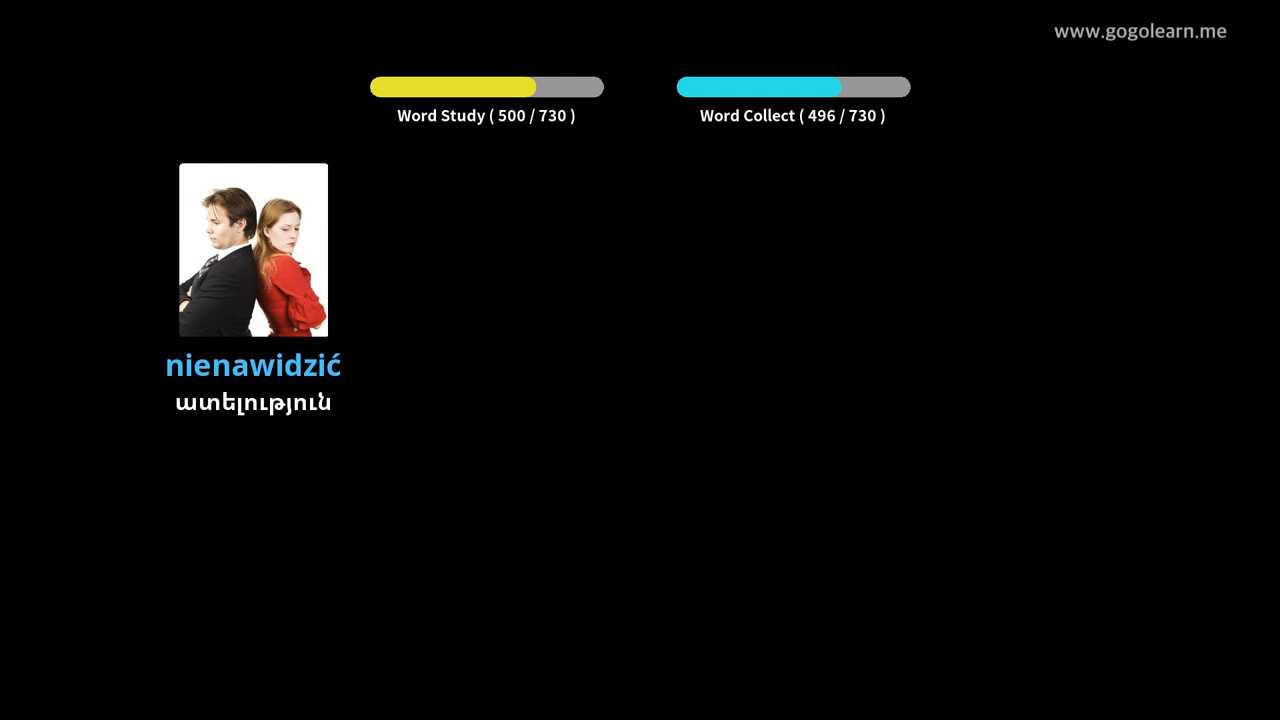 www.gogolearn.me
Word Study ( 500 / 730 )
Word Collect ( 496 / 730 )
nienawidzić
ատելություն